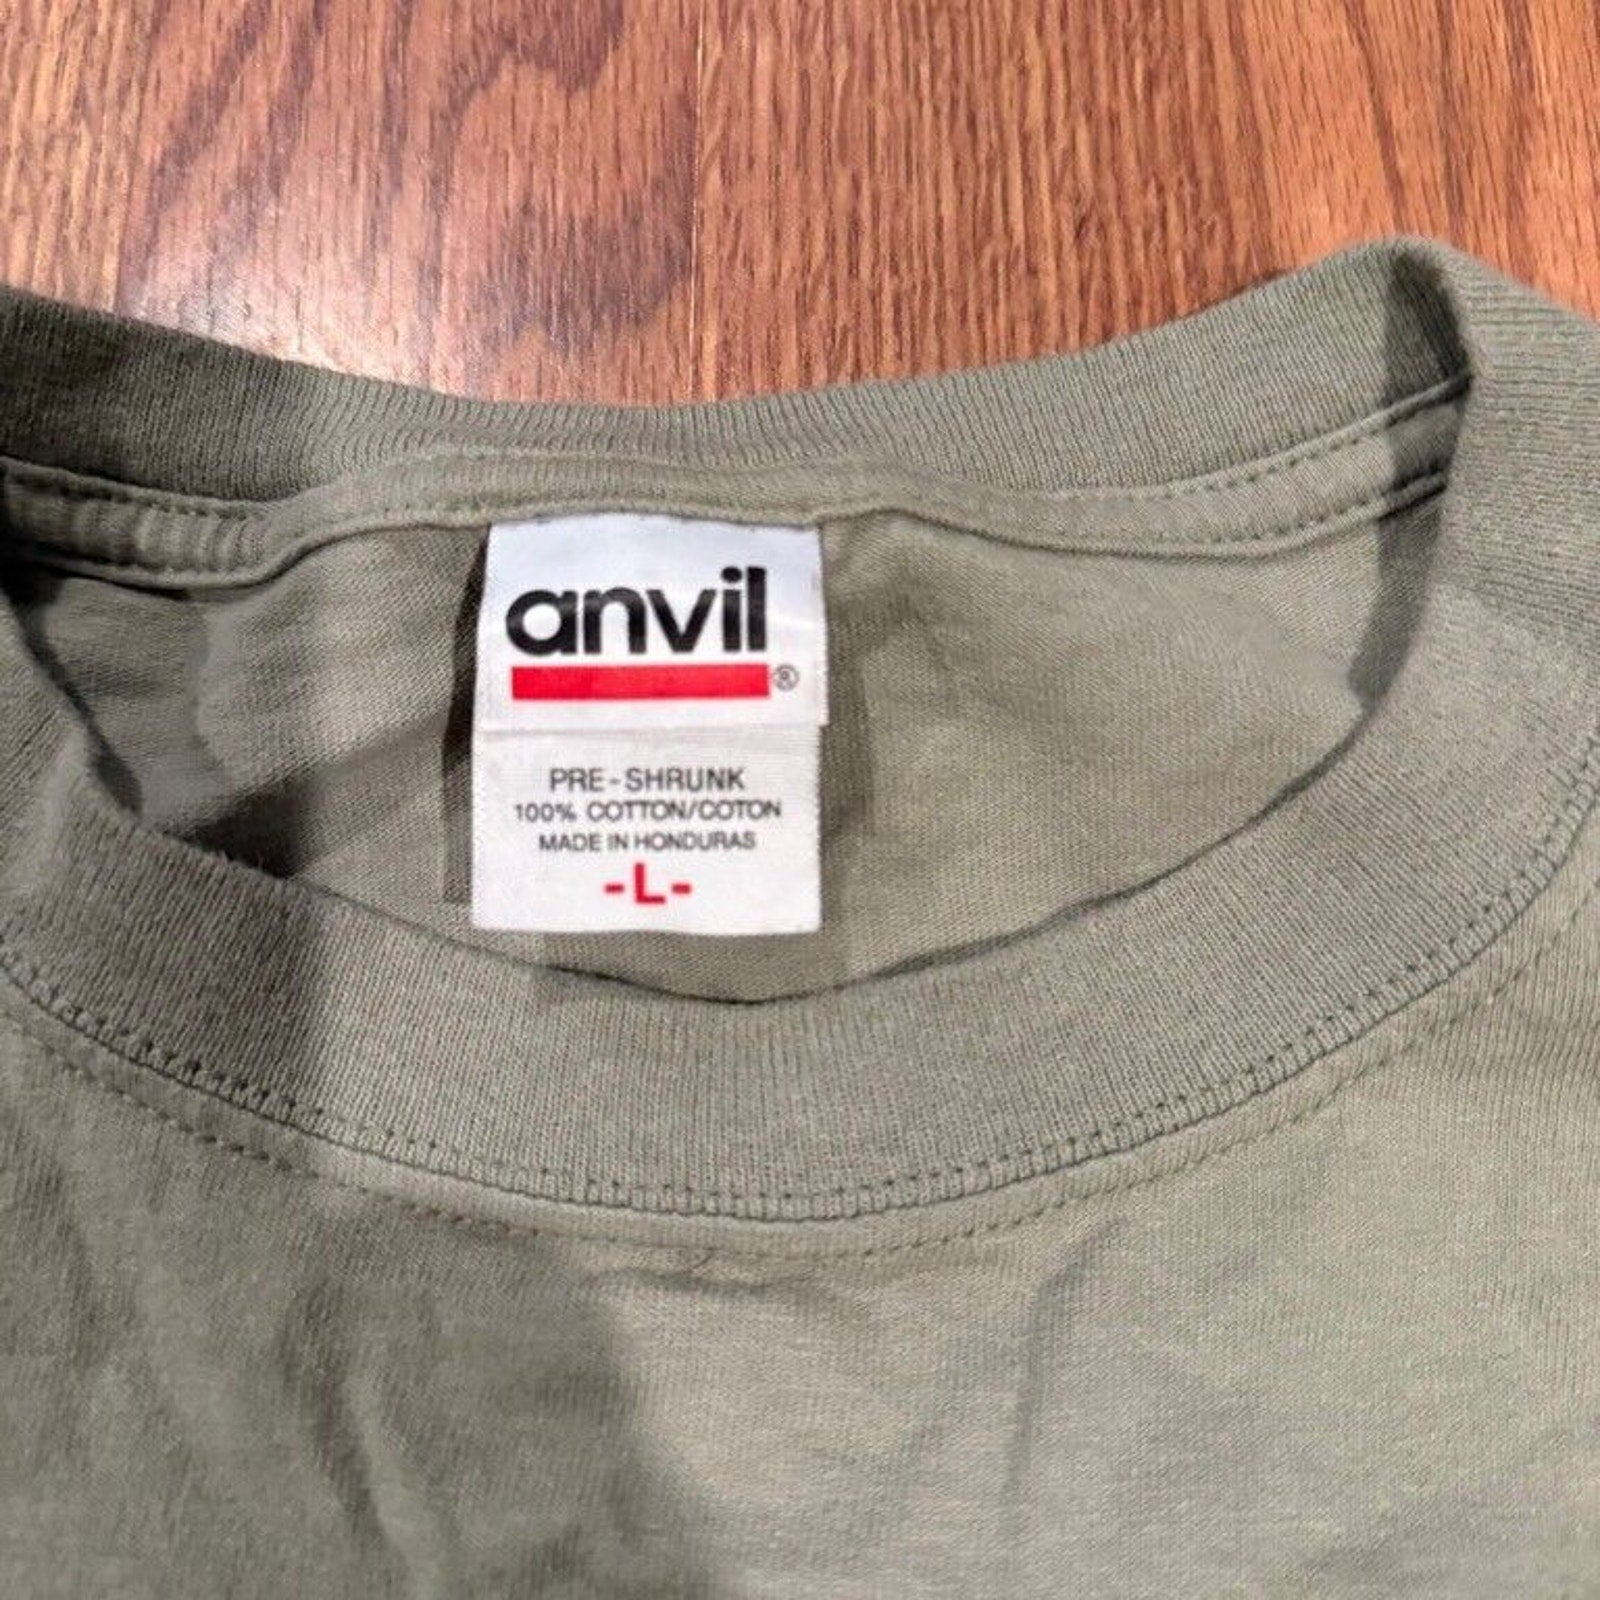 anvil®
PRE-SHRUNK
100% COTTON/COTON
MADE IN HONDURAS
-L-